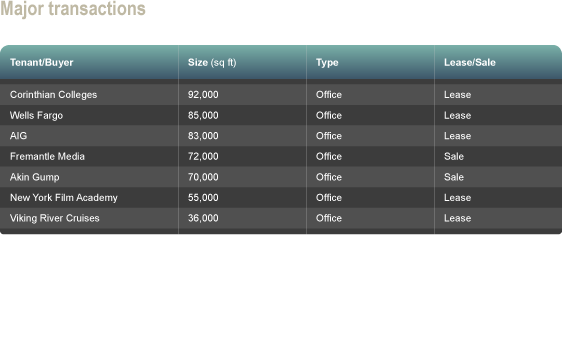 Major transactions
Tenant/Buyer Size (sq ft) Type Lease/Sale
Corinthian Colleges 92,000 Office Lease
Wells Fargo 85,000 Office Lease
AIG 83,000 Office Lease
Fremantle Media 72,000 Office Sale
Akin Gump 70,000 Office Sale
New York Film Academy 55,000 Office Lease
Viking River Cruises 36,000 Office Lease